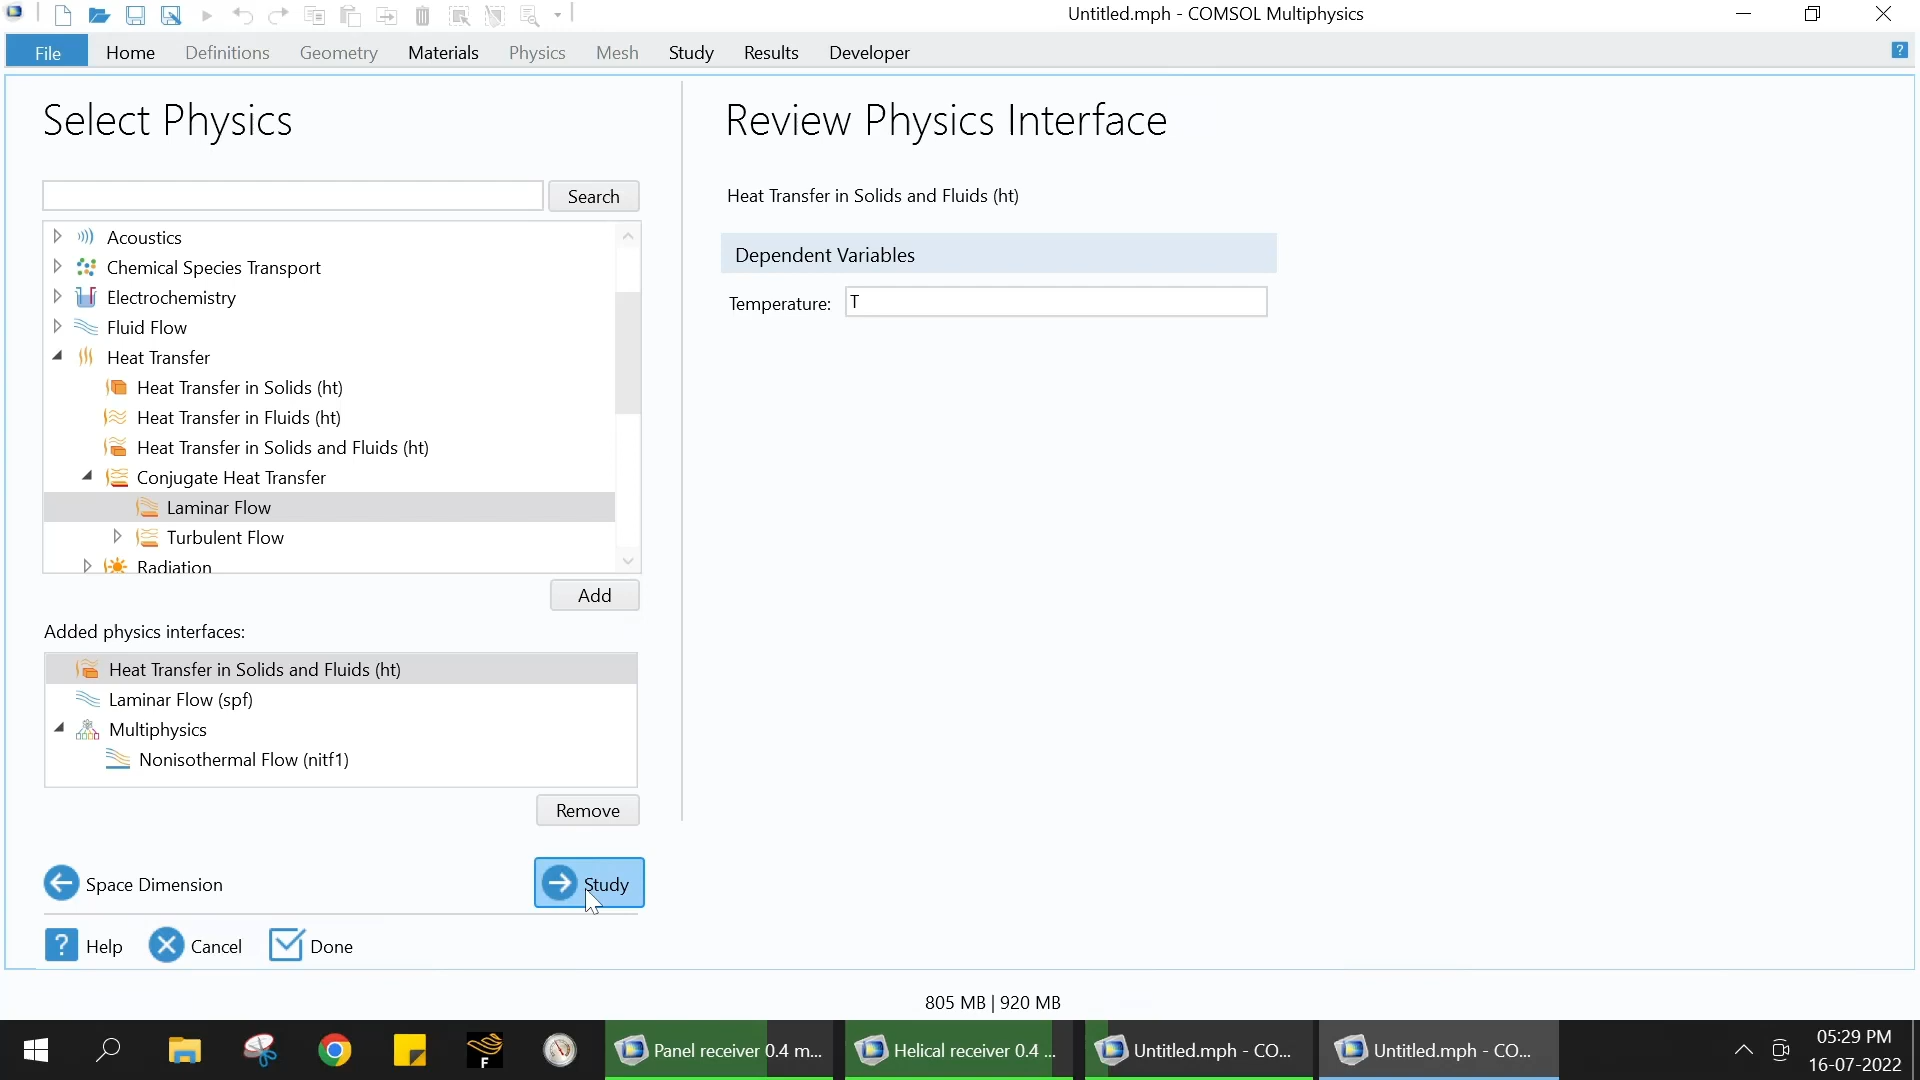 Untitled.mph - COMSOL Multiphysics
File Home Definitions Geometry Materials Physics Mesh Study Results Developer ?
Select Physics
Search
Acoustics
Chemical Species Transport
Electrochemistry
Fluid Flow
Heat Transfer
Heat Transfer in Solids (ht)
Heat Transfer in Fluids (ht)
Heat Transfer in Solids and Fluids (ht)
Conjugate Heat Transfer
Laminar Flow
Turbulent Flow
Radiation
Add
Added physics interfaces:
Heat Transfer in Solids and Fluids (ht)
Laminar Flow (spf)
Multiphysics
Nonisothermal Flow (nitf1)
Remove
Space Dimension
Study
? Help Cancel Done
Review Physics Interface
Heat Transfer in Solids and Fluids (ht)
Dependent Variables
Temperature: T
805 MB | 920 MB
F
Panel receiver 0.4 m...
Helical receiver 0.4 ...
Untitled.mph - CO...
Untitled.mph - CO...
05:29 PM
16-07-2022